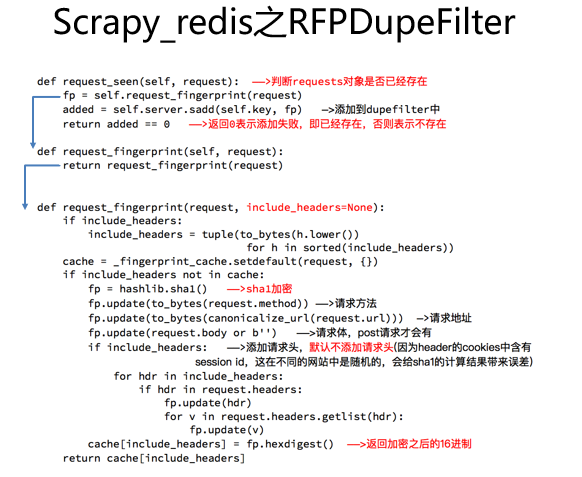 Scrapy_redis之RFPDupeFilter
def request_seen(self, request): ——>判断requests对象是否已经存在
fp = self.request_fingerprint(request)
added = self.server.sadd(self.key, fp) —>添加到dupefilter中
return added == 0 ——>返回0表示添加失败，即已经存在，否则表示不存在
def request_fingerprint(self, request):
return request_fingerprint(request)
def request_fingerprint(request, include_headers=None):
if include_headers:
include_headers = tuple(to_bytes(h.lower())
for h in sorted(include_headers))
cache = _fingerprint_cache.setdefault(request, {})
if include_headers not in cache:
fp = hashlib.sha1() ——>sha1加密
fp.update(to_bytes(request.method)) ——>请求方法
fp.update(to_bytes(canonicalize_url(request.url))) —>请求地址
fp.update(request.body or b'') ——>请求体，post请求才会有
if include_headers: ——>添加请求头，默认不添加请求头(因为header的cookies中含有
session id，这在不同的网站中是随机的，会给sha1的计算结果带来误差)
for hdr in include_headers:
if hdr in request.headers:
fp.update(hdr)
for v in request.headers.getlist(hdr):
fp.update(v)
cache[include_headers] = fp.hexdigest() ——>返回加密之后的16进制
return cache[include_headers]